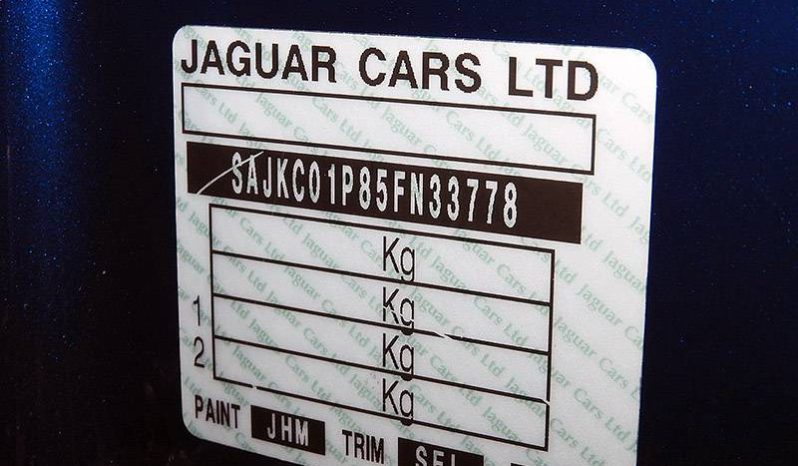 JAGUAR CARS LTD
SAJKC01P85FN33778
Kg
1 Kg
2 Kg
Kg
PAINT JHM TRIM SEL